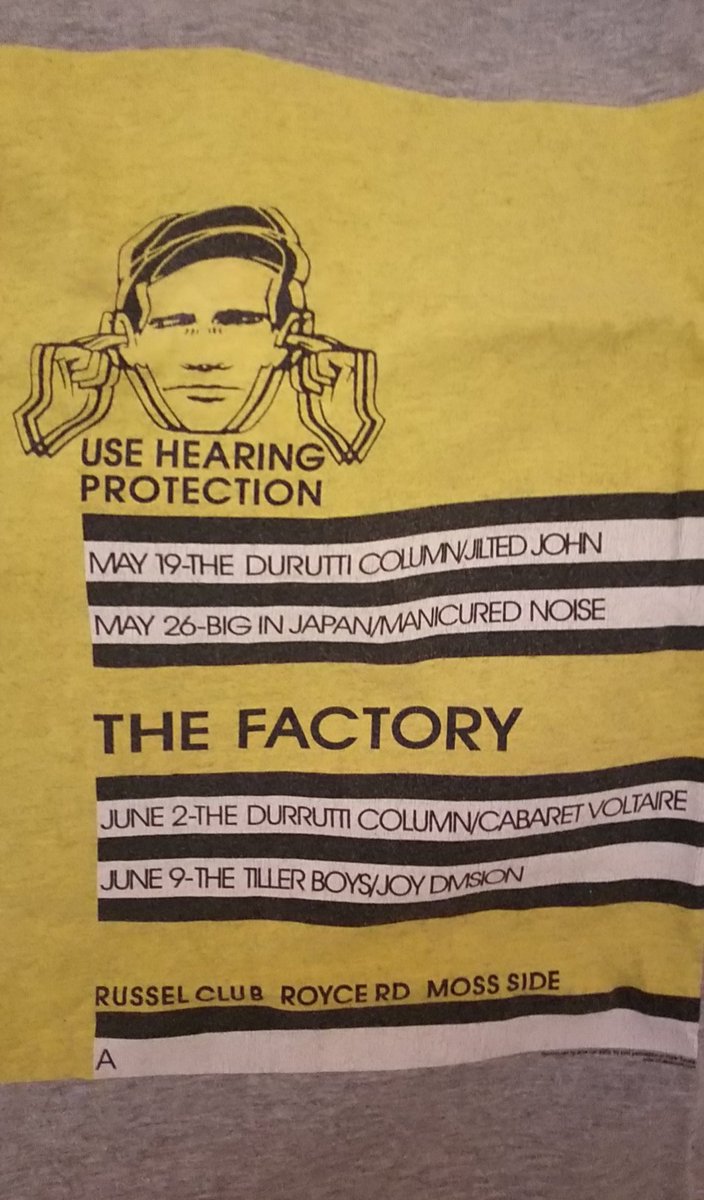 USE HEARING
PROTECTION
MAY 19-THE DURUTTI COLUMN/JILTED JOHN
MAY 26-BIG IN JAPAN/MANICURED NOISE
THE FACTORY
JUNE 2-THE DURRUTTI COLUMN/CABARET VOLTAIRE
JUNE 9-THE TILLER BOYS/JOY DIVISION
RUSSEL CLUB ROYCE RD MOSS SIDE
A